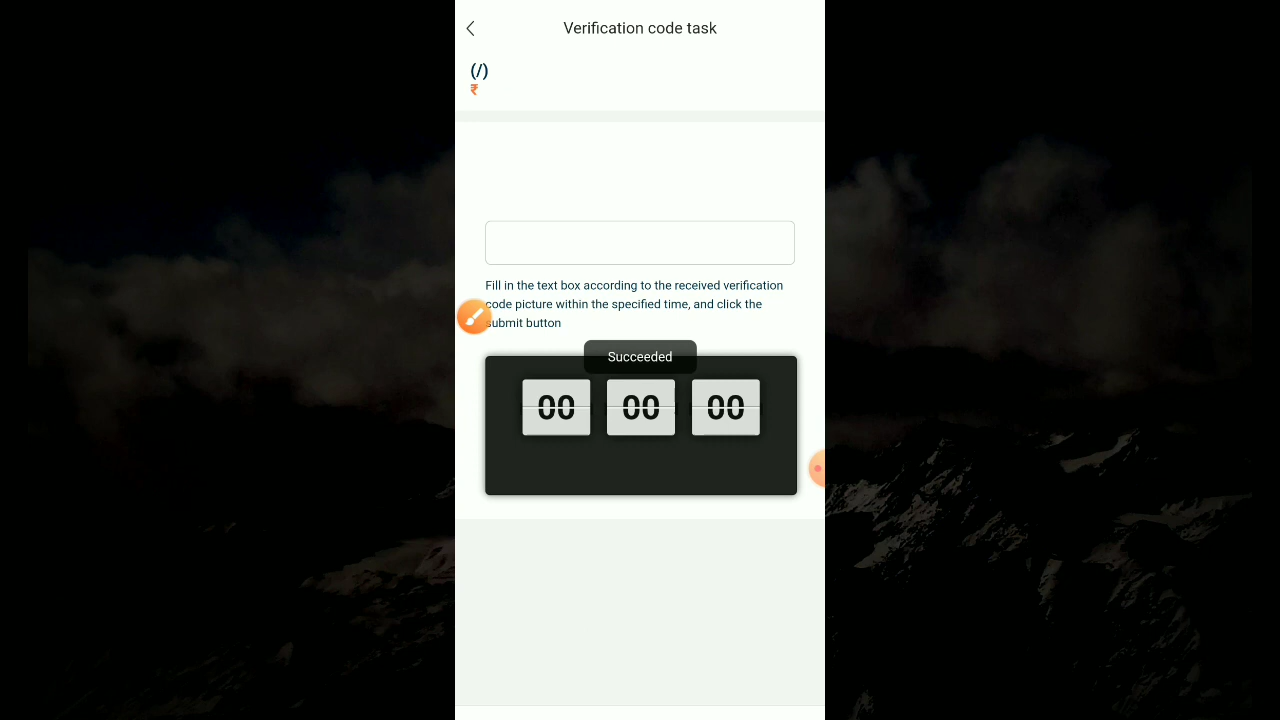 Verification code task
(/)
₹
Fill in the text box according to the received verification
code picture within the specified time, and click the
submit button
Succeeded
00 00 00